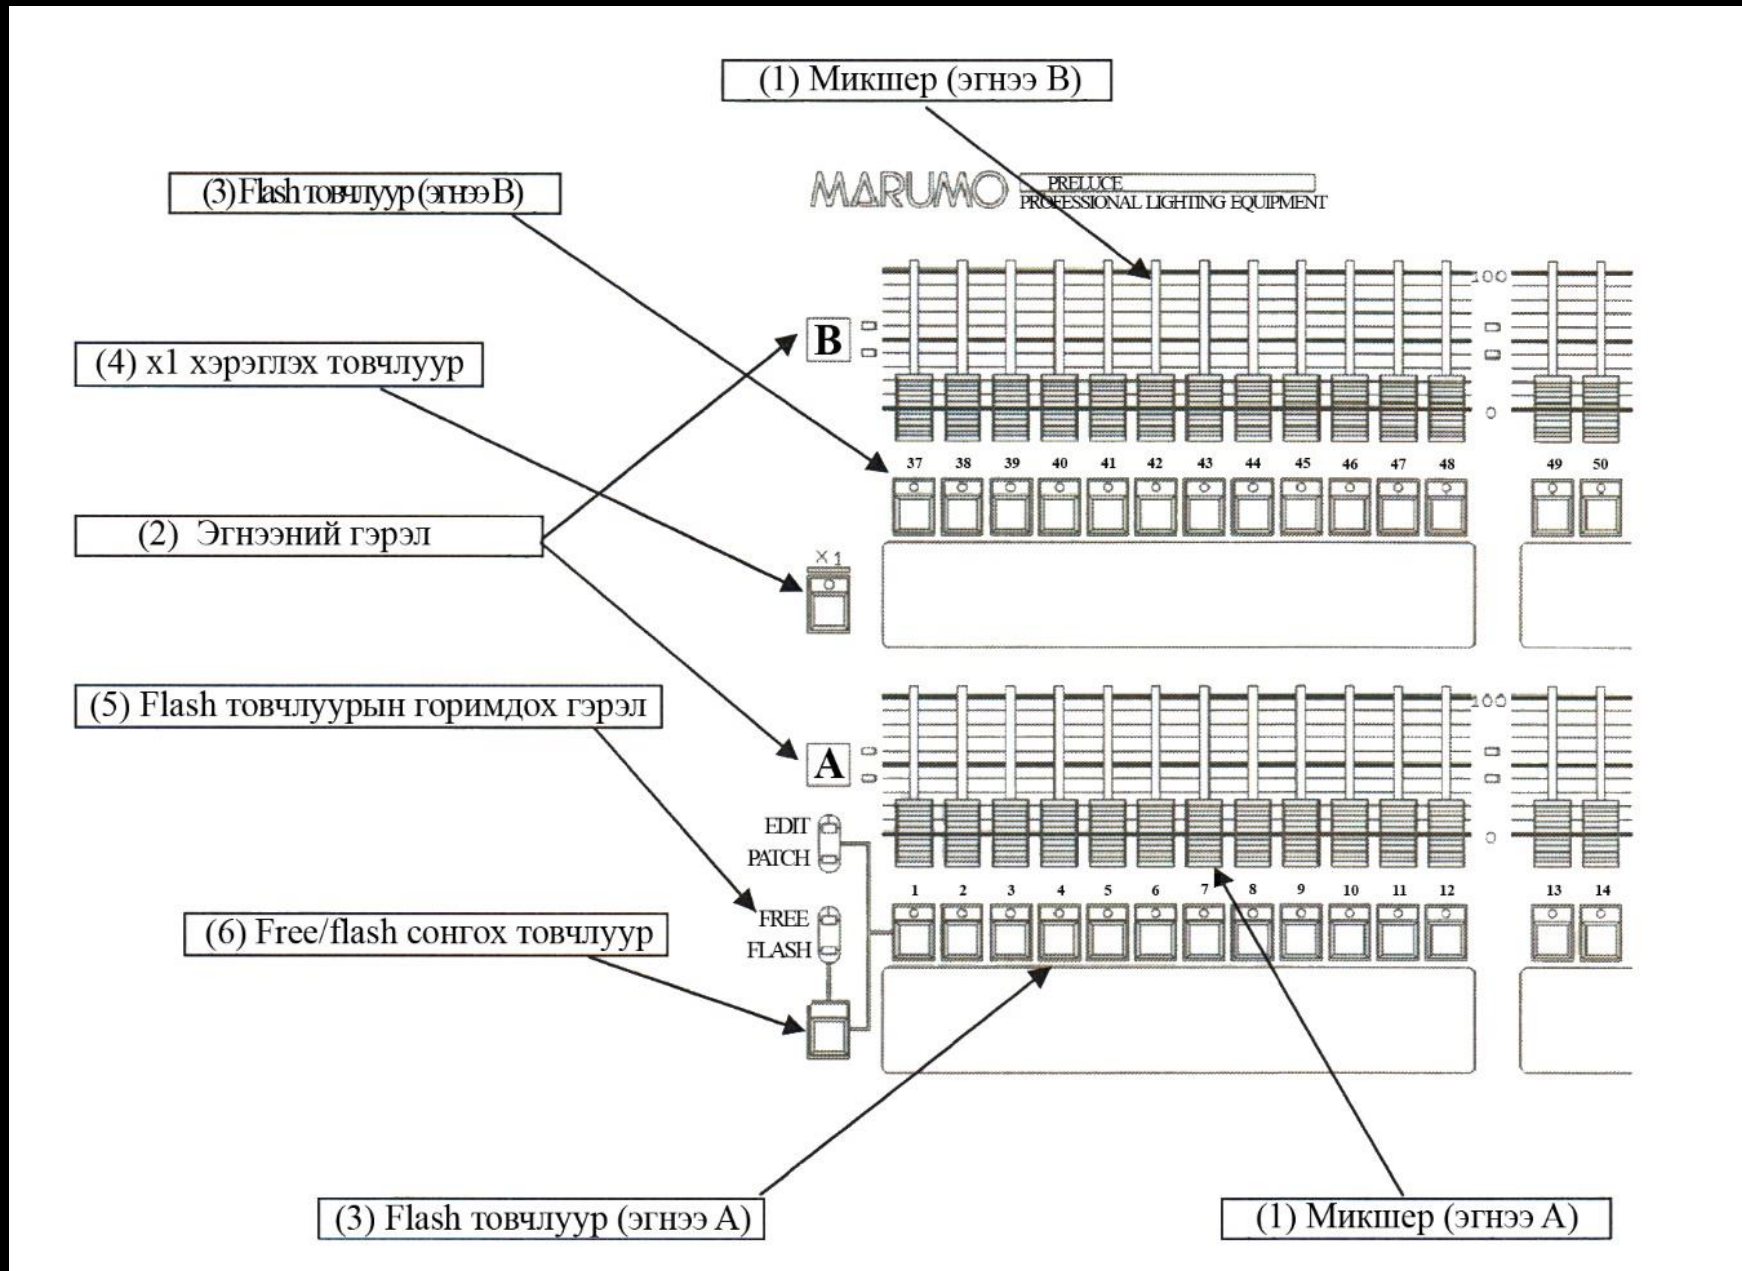 (1) Микшер (эгнээ B)
(3) Flash товчлуур (эгнээ B)
MARUMO
PRELUCE
PROFESSIONAL LIGHTING EQUIPMENT
100
B
(4) x1 хэрэглэх товчлуур
0
37 38 39 40 41 42 43 44 45 46 47 48 49 50
(2) Эгнээний гэрэл
X 1
(5) Flash товчлуурын горимдох гэрэл
100
A
EDIT
PATCH
0
1 2 3 4 5 6 7 8 9 10 11 12 13 14
FREE
FLASH
(6) Free/flash сонгох товчлуур
(3) Flash товчлуур (эгнээ A)
(1) Микшер (эгнээ A)